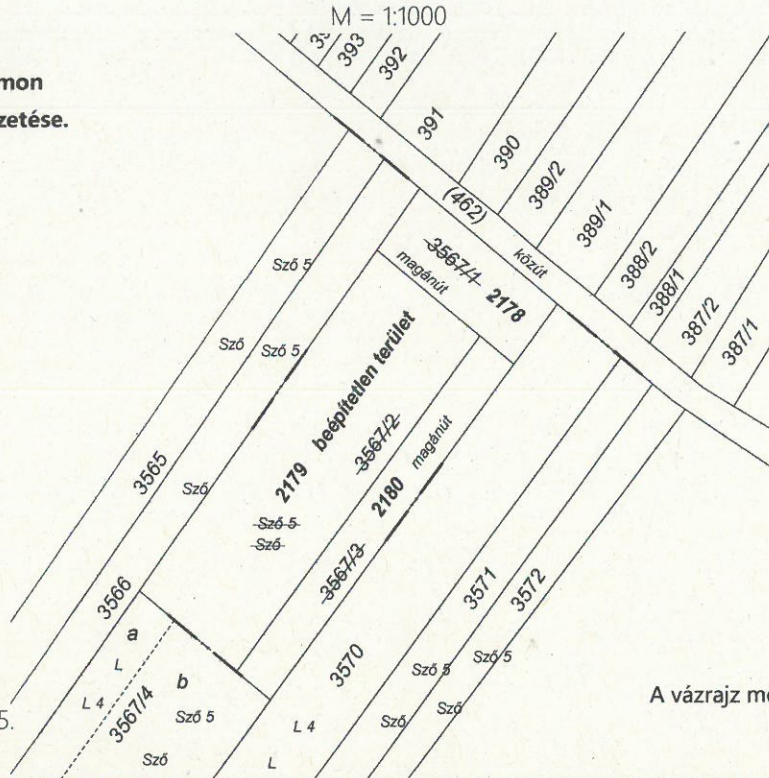 M = 1:1000
mon
zetése.
393
392
391
390
389/2
389/1
388/2
388/1
387/2
387/1
(462)
közút
3567/1 2178
magánút
Sző 5
Sző
Sző 5
beépítetlen terület
2179
3567/2
magánút
2180
Sző 5
Sző
3567/3
3565
Sző
3566
a
L
L 4
3567/4
b
Sző 5
Sző
3570
L 4
L
3571
3572
Sző 5
Sző 5
Sző
Sző
5.
A vázrajz me